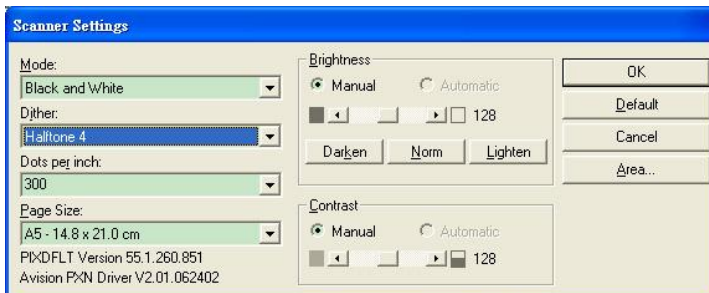 Scanner Settings
Mode:
Black and White
Dither:
Halftone 4
Dots per inch:
300
Page Size:
A5 - 14.8 x 21.0 cm
PIXDFLT Version 55.1.260.851
Avision PXN Driver V2.01.062402
Brightness
Manual Automatic
128
Darken Norm Lighten
Contrast
Manual Automatic
128
OK
Default
Cancel
Area...